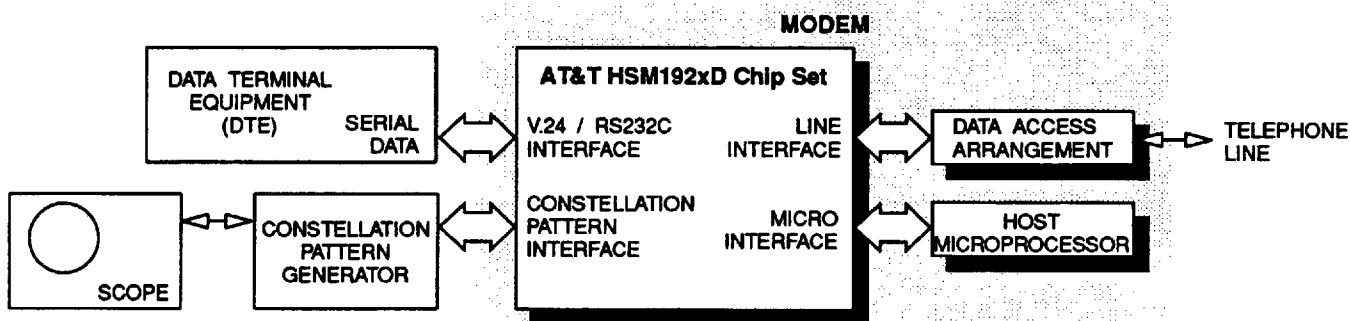 MODEM
DATA TERMINAL
EQUIPMENT
(DTE)
SERIAL
DATA
AT&T HSM192xD Chip Set
V.24 / RS232C
INTERFACE
LINE
INTERFACE
DATA ACCESS
ARRANGEMENT
TELEPHONE
LINE
SCOPE
CONSTELLATION
PATTERN
GENERATOR
CONSTELLATION
PATTERN
INTERFACE
MICRO
INTERFACE
HOST
MICROPROCESSOR